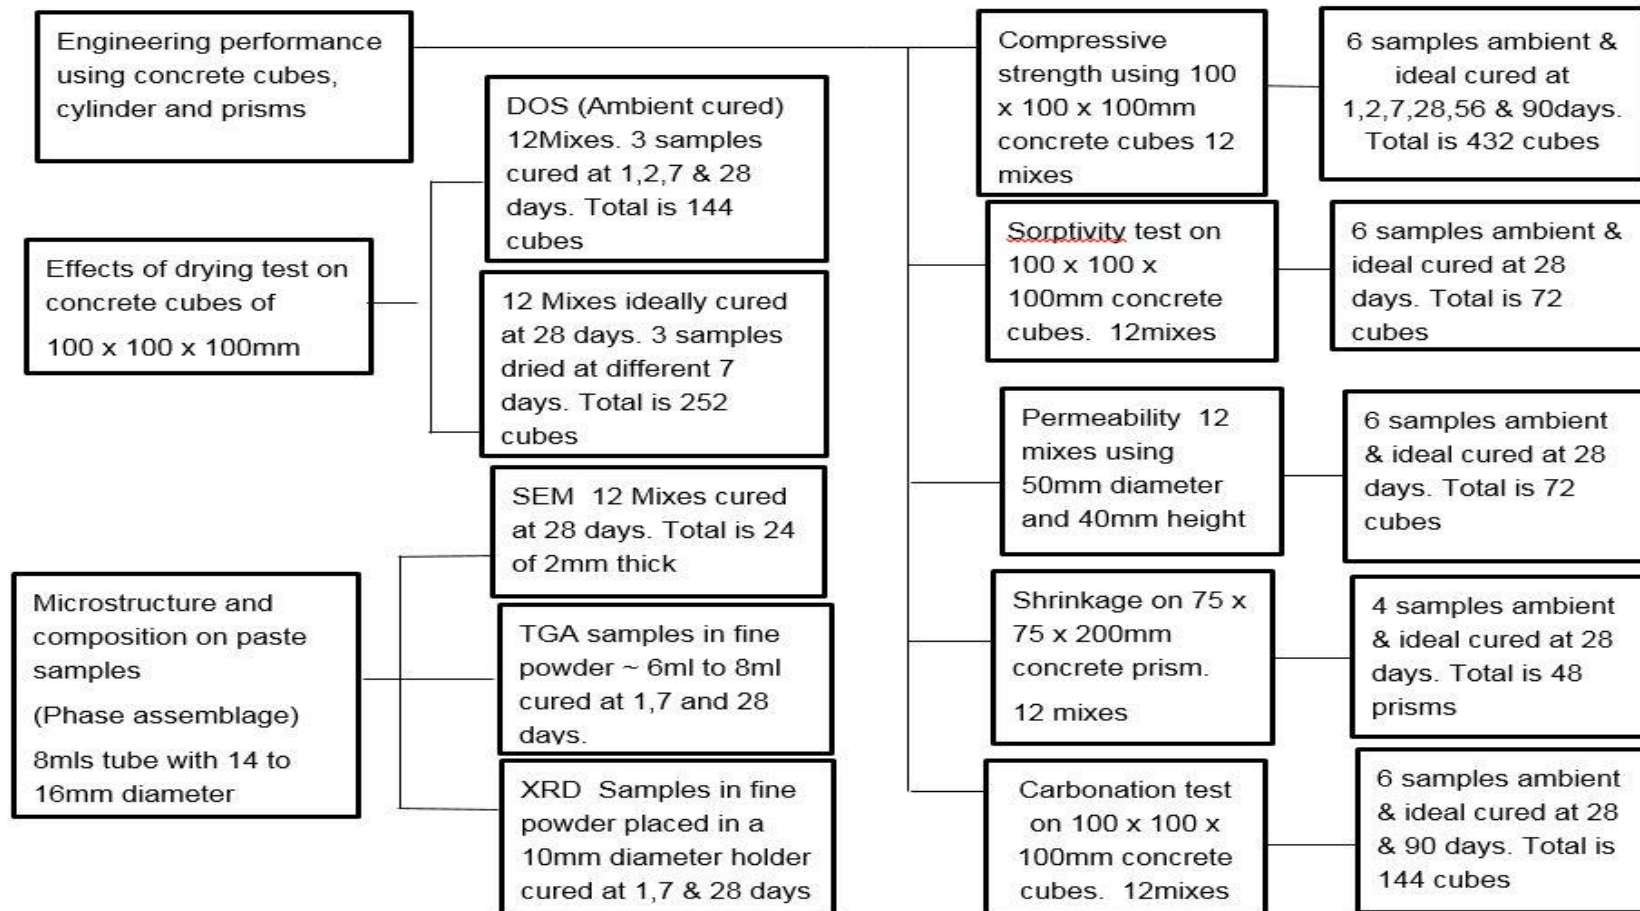 Engineering performance
using concrete cubes,
cylinder and prisms
Effects of drying test on
concrete cubes of
100 x 100 x 100mm
Microstructure and
composition on paste
samples
(Phase assemblage)
8mls tube with 14 to
16mm diameter
DOS (Ambient cured)
12Mixes. 3 samples
cured at 1,2,7 & 28
days. Total is 144
cubes
12 Mixes ideally cured
at 28 days. 3 samples
dried at different 7
days. Total is 252
cubes
SEM  12 Mixes cured
at 28 days. Total is 24
of 2mm thick
TGA samples in fine
powder ~ 6ml to 8ml
cured at 1,7 and 28
days.
XRD  Samples in fine
powder placed in a
10mm diameter holder
cured at 1,7 & 28 days
Compressive
strength using 100
x 100 x 100mm
concrete cubes 12
mixes
Sorptivity test on
100 x 100 x
100mm concrete
cubes.  12mixes
Permeability  12
mixes using
50mm diameter
and 40mm height
Shrinkage on 75 x
75 x 200mm
concrete prism.
12 mixes
Carbonation test
on 100 x 100 x
100mm concrete
cubes.  12mixes
6 samples ambient &
ideal cured at
1,2,7,28,56 & 90days.
Total is 432 cubes
6 samples ambient &
ideal cured at 28
days. Total is 72
cubes
6 samples ambient
& ideal cured at 28
days. Total is 72
cubes
4 samples ambient
& ideal cured at 28
days. Total is 48
prisms
6 samples ambient
& ideal cured at 28
& 90 days. Total is
144 cubes